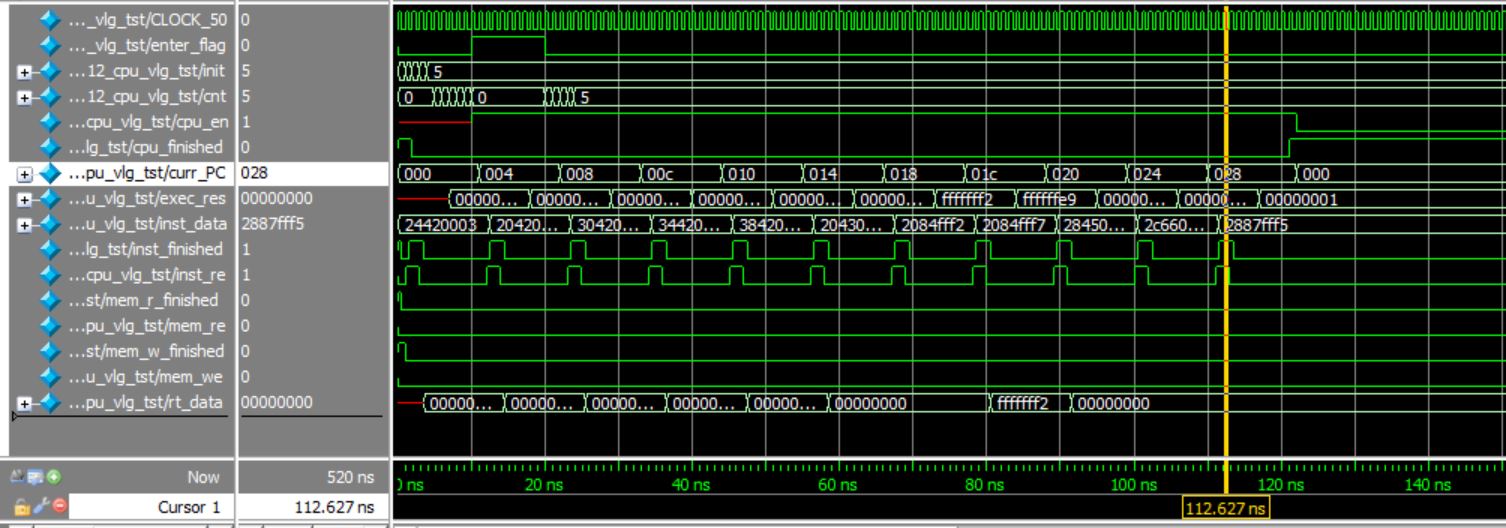 ..._vlg_tst/CLOCK_50 0
..._vlg_tst/enter_flag 0
...12_cpu_vlg_tst/init 5 5
...12_cpu_vlg_tst/cnt 5 0 0 5
...cpu_vlg_tst/cpu_en 1
...lg_tst/cpu_finished 0
...pu_vlg_tst/curr_PC 028 000 004 008 00c 010 014 018 01c 020 024 028 000
...u_vlg_tst/exec_res 00000000 00000... 00000... 00000... 00000... 00000... 00000... fffffff2 ffffffe9 00000... 00000... 00000001
...u_vlg_tst/inst_data 2887fff5 24420003 20420... 30420... 34420... 38420... 20430... 2084fff2 2084fff7 28450... 2c660... 2887fff5
...lg_tst/inst_finished 1
...cpu_vlg_tst/inst_re 1
...st/mem_r_finished 0
...pu_vlg_tst/mem_re 0
...st/mem_w_finished 0
...u_vlg_tst/mem_we 0
...pu_vlg_tst/rt_data 00000000 00000... 00000... 00000... 00000... 00000... 00000000 fffffff2 00000000
Now 520 ns ns 20 ns 40 ns 60 ns 80 ns 100 ns 120 ns 140 ns
Cursor 1 112.627 ns 112.627 ns